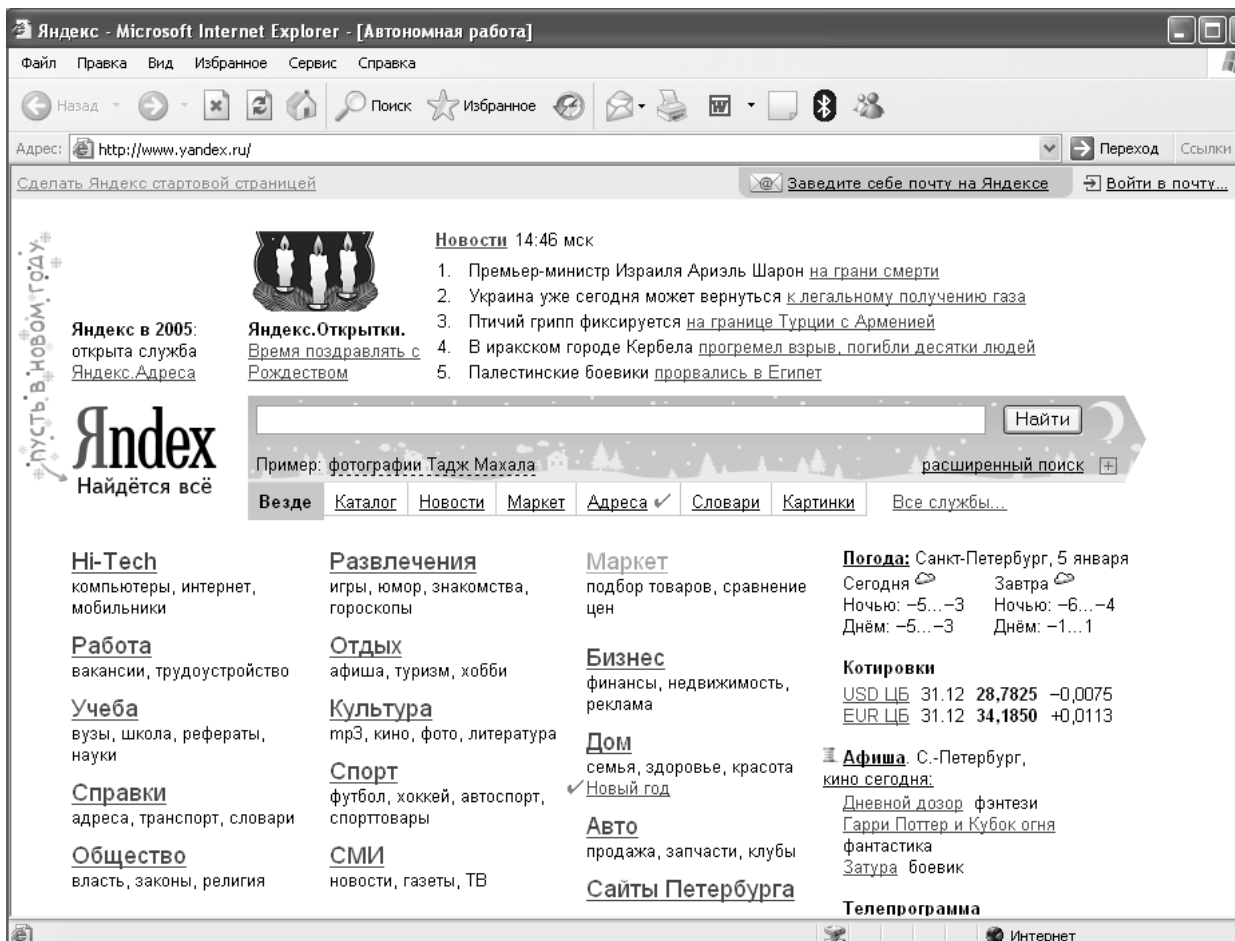 Яндекс - Microsoft Internet Explorer - [Автономная работа]
Файл Правка Вид Избранное Сервис Справка
Назад Поиск Избранное
Адрес: http://www.yandex.ru/ Переход Ссылки
Сделать Яндекс стартовой страницей Заведите себе почту на Яндексе Войти в почту...
пусть в новом году
Яндекс в 2005:
открыта служба
Яндекс.Адреса
Яндекс.Открытки.
Время поздравлять с
Рождеством
Новости 14:46 мск
1. Премьер-министр Израиля Ариэль Шарон на грани смерти
2. Украина уже сегодня может вернуться к легальному получению газа
3. Птичий грипп фиксируется на границе Турции с Арменией
4. В иракском городе Кербела прогремел взрыв, погибли десятки людей
5. Палестинские боевики прорвались в Египет
Яndex
Найдётся всё
Найти
Пример: фотографии Тадж Махала расширенный поиск
Везде Каталог Новости Маркет Адреса Словари Картинки Все службы...
Hi-Tech
компьютеры, интернет,
мобильники
Работа
вакансии, трудоустройство
Учеба
вузы, школа, рефераты,
науки
Справки
адреса, транспорт, словари
Общество
власть, законы, религия
Развлечения
игры, юмор, знакомства,
гороскопы
Отдых
афиша, туризм, хобби
Культура
mp3, кино, фото, литература
Спорт
футбол, хоккей, автоспорт,
спорттовары
СМИ
новости, газеты, ТВ
Маркет
подбор товаров, сравнение
цен
Бизнес
финансы, недвижимость,
реклама
Дом
семья, здоровье, красота
Новый год
Авто
продажа, запчасти, клубы
Сайты Петербурга
Погода: Санкт-Петербург, 5 января
Сегодня Завтра
Ночью: −5...−3 Ночью: −6...−4
Днём: −5...−3 Днём: −1...1
Котировки
USD ЦБ 31.12 28,7825 −0,0075
EUR ЦБ 31.12 34,1850 +0,0113
Афиша. С.-Петербург,
кино сегодня:
Дневной дозор фэнтези
Гарри Поттер и Кубок огня
фантастика
Затура боевик
Телепрограмма
Интернет